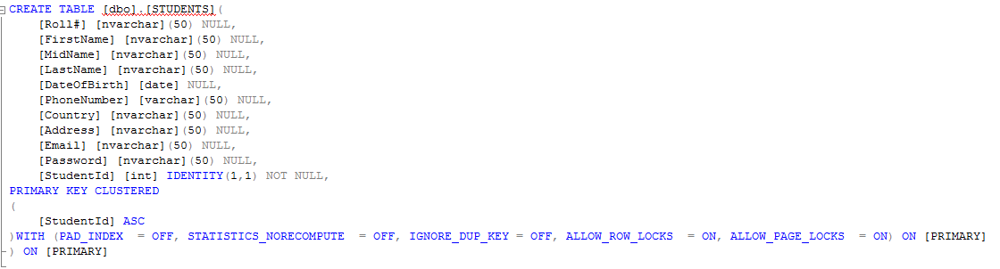 CREATE TABLE [dbo].[STUDENTS](
[Roll#] [nvarchar](50) NULL,
[FirstName] [nvarchar](50) NULL,
[MidName] [nvarchar](50) NULL,
[LastName] [nvarchar](50) NULL,
[DateOfBirth] [date] NULL,
[PhoneNumber] [varchar](50) NULL,
[Country] [nvarchar](50) NULL,
[Address] [nvarchar](50) NULL,
[Email] [nvarchar](50) NULL,
[Password] [nvarchar](50) NULL,
[StudentId] [int] IDENTITY(1,1) NOT NULL,
PRIMARY KEY CLUSTERED
(
[StudentId] ASC
)WITH (PAD_INDEX  = OFF, STATISTICS_NORECOMPUTE  = OFF, IGNORE_DUP_KEY = OFF, ALLOW_ROW_LOCKS  = ON, ALLOW_PAGE_LOCKS  = ON) ON [PRIMARY]
) ON [PRIMARY]